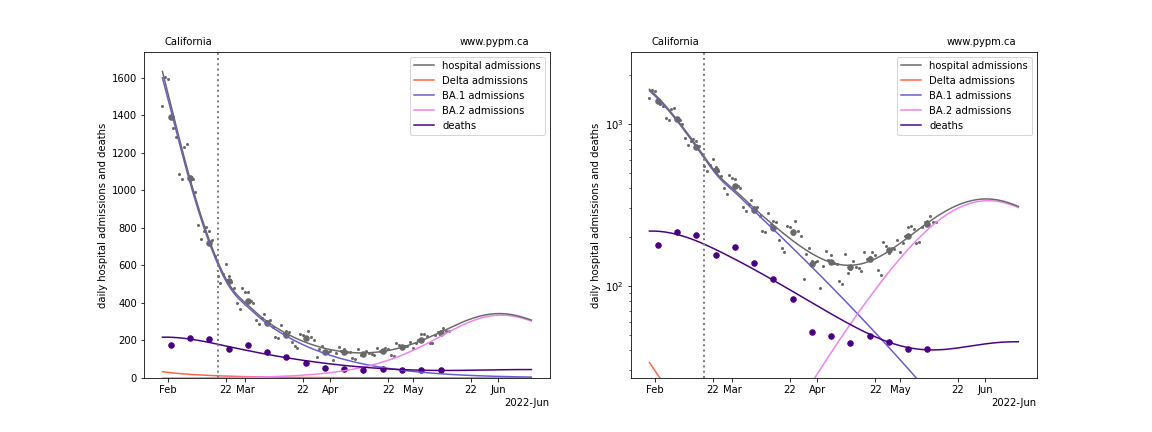 California www.pypm.ca
hospital admissions
Delta admissions
BA.1 admissions
BA.2 admissions
deaths
daily hospital admissions and deaths
1600
1400
1200
1000
800
600
400
200
0
Feb 22 Mar 22 Apr 22 May 22 Jun
2022-Jun
California www.pypm.ca
hospital admissions
Delta admissions
BA.1 admissions
BA.2 admissions
deaths
daily hospital admissions and deaths
10³
10²
Feb 22 Mar 22 Apr 22 May 22 Jun
2022-Jun